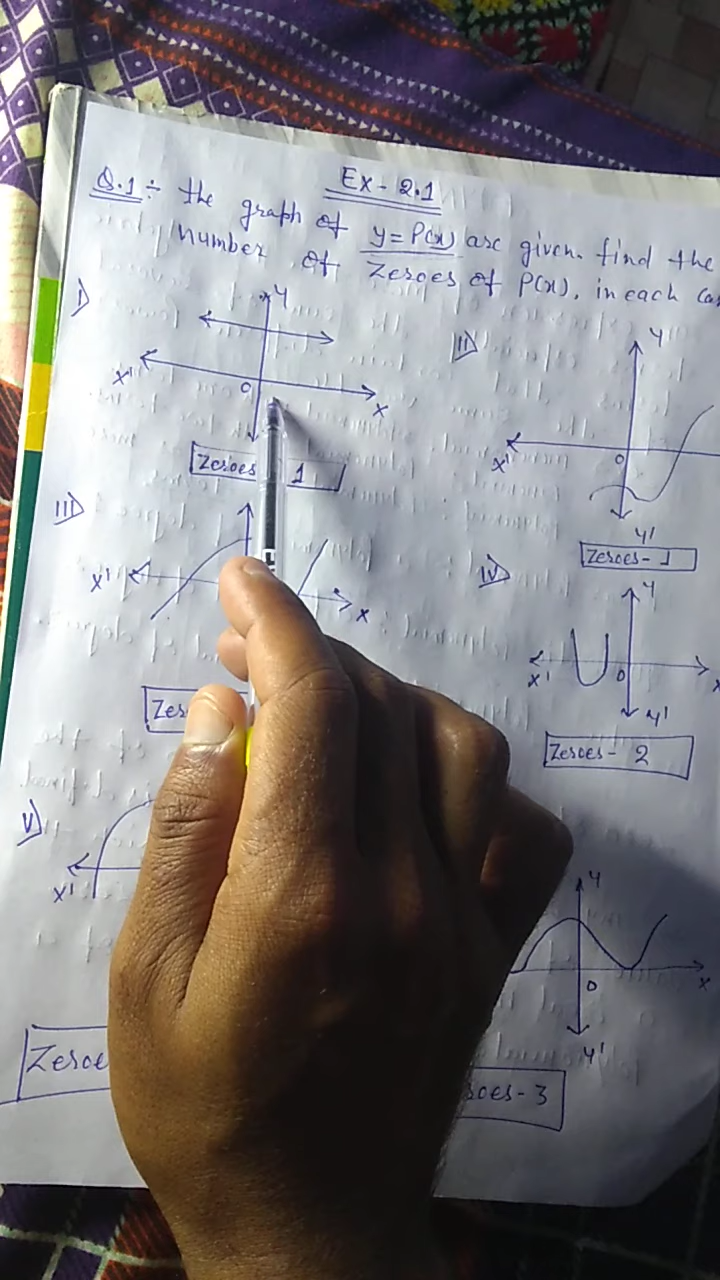 Ex - 2.1
Q.1 ÷ the graph of y = P(x) are given. find the
number of zeroes of P(x), in each
I)
Y
X'
O
X
Zeroes 1
II)
Y
X'
O
Y'
Zeroes - 1
III)
X'
X
IV)
Y
X'
O
X
Y'
Zeroes - 2
V)
X'
Y
O
X
Y'
- 3